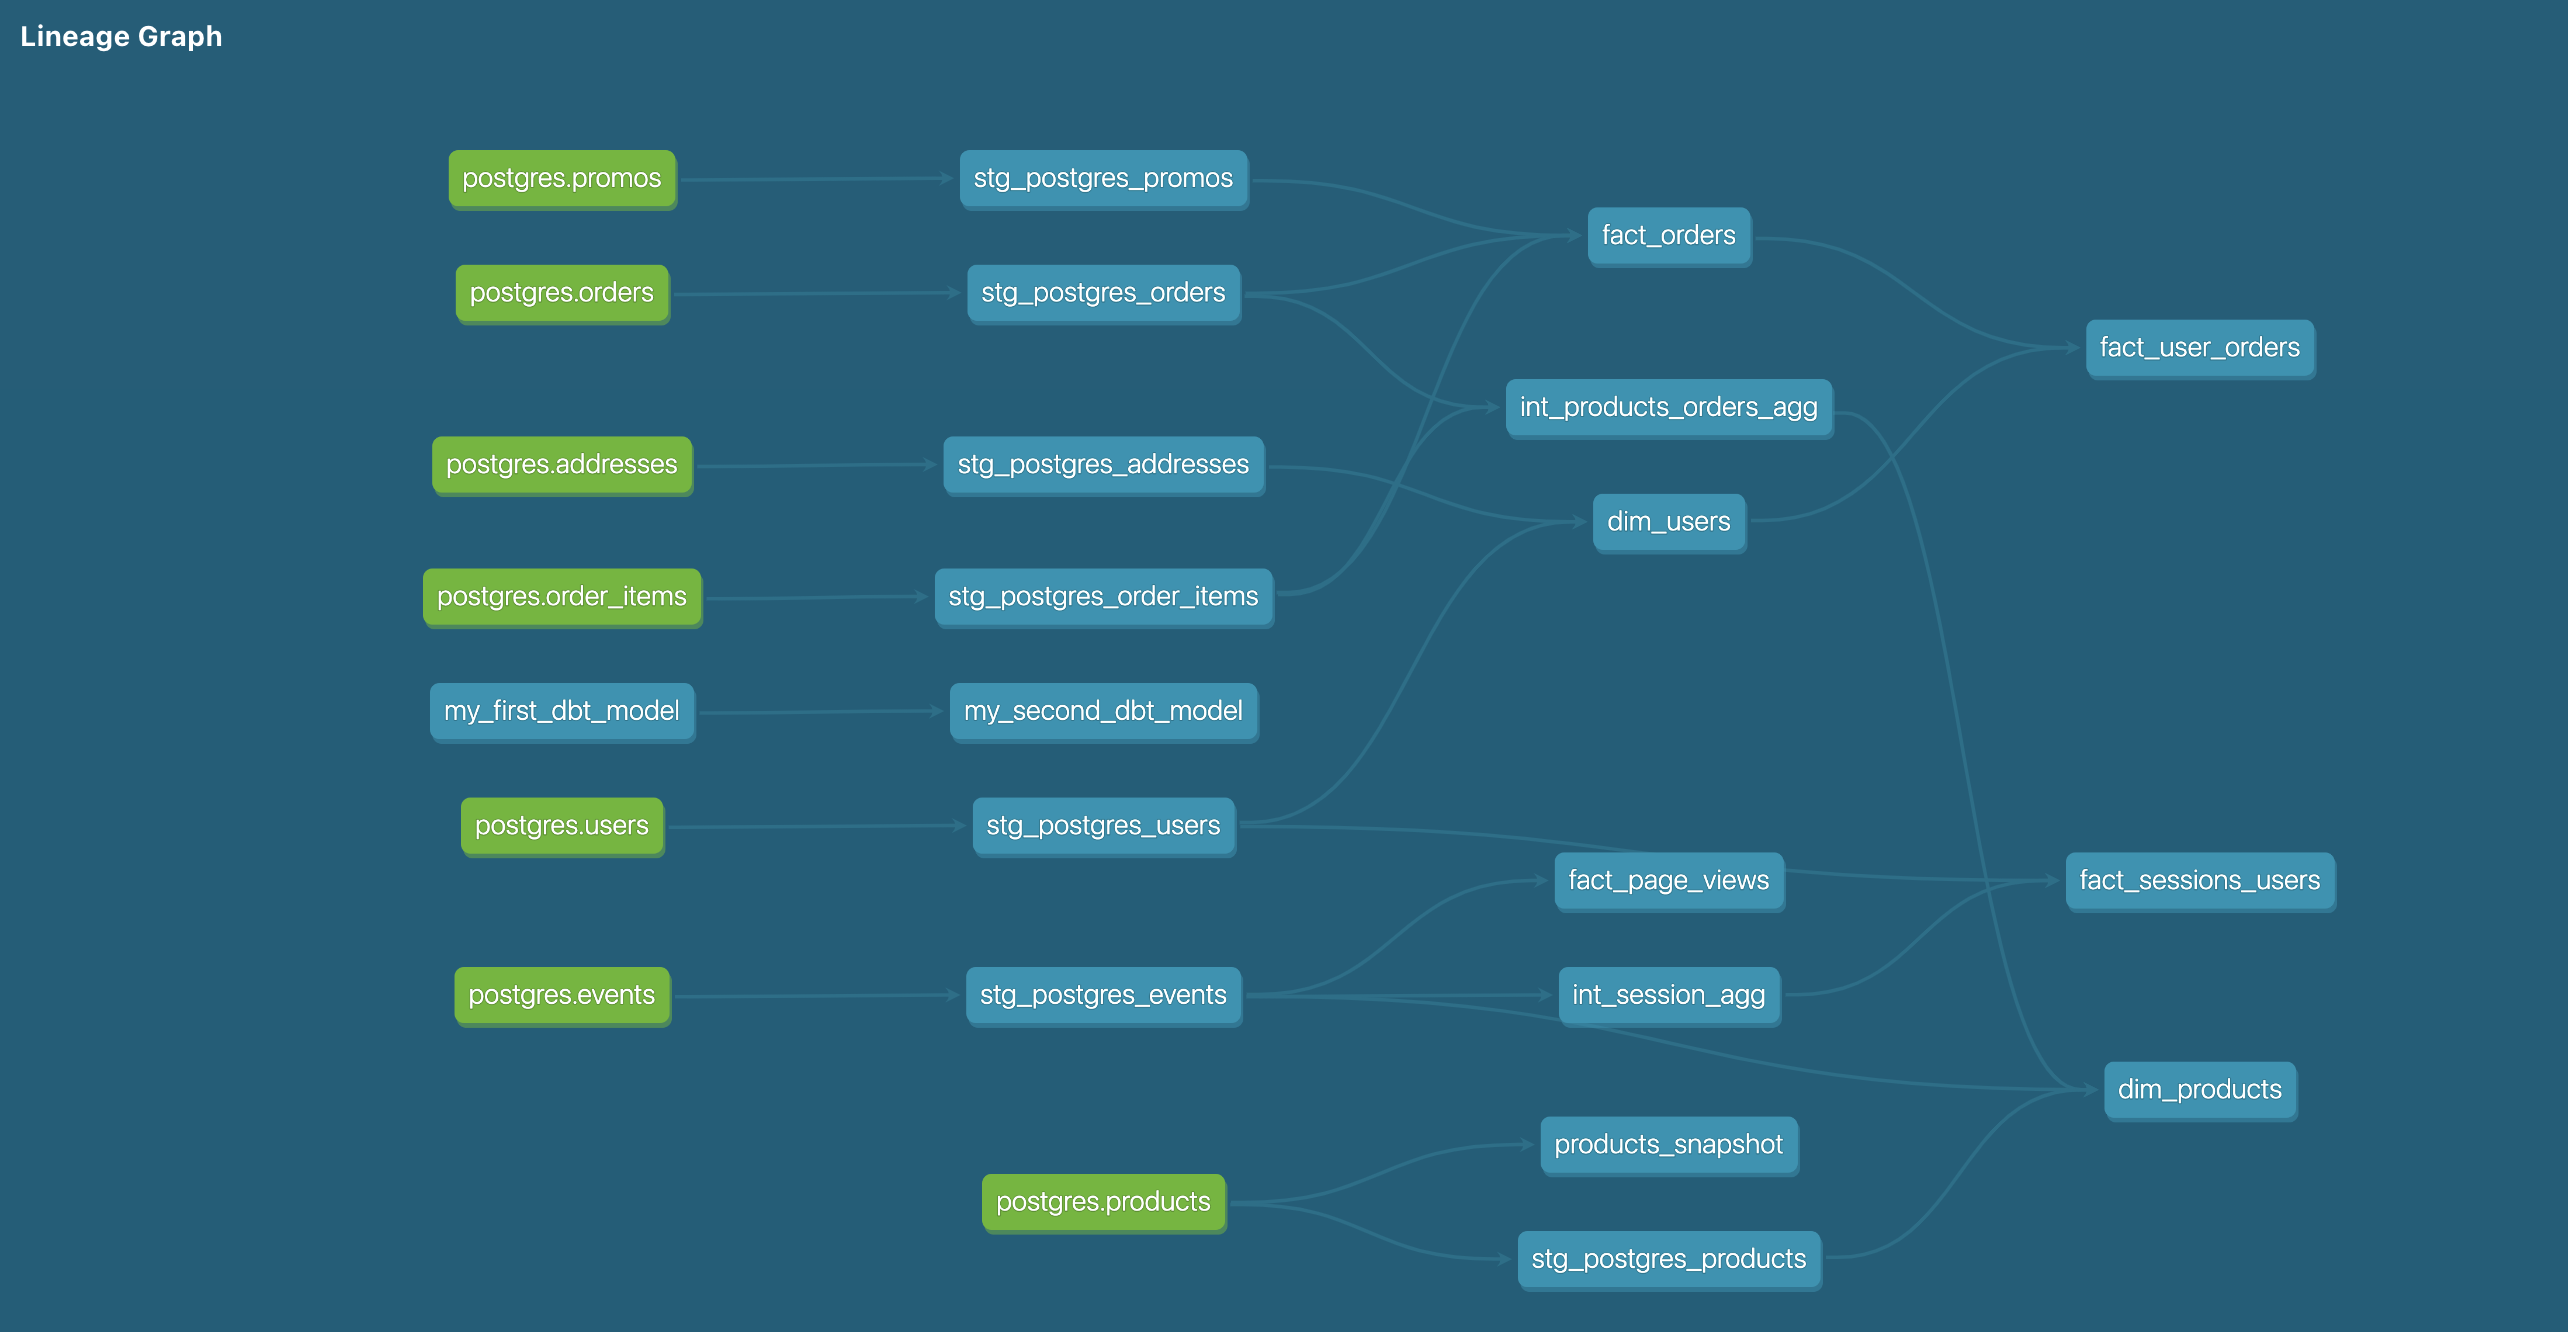 Lineage Graph
postgres.promos
stg_postgres_promos
fact_orders
postgres.orders
stg_postgres_orders
fact_user_orders
int_products_orders_agg
postgres.addresses
stg_postgres_addresses
dim_users
postgres.order_items
stg_postgres_order_items
my_first_dbt_model
my_second_dbt_model
postgres.users
stg_postgres_users
fact_page_views
fact_sessions_users
postgres.events
stg_postgres_events
int_session_agg
dim_products
products_snapshot
postgres.products
stg_postgres_products